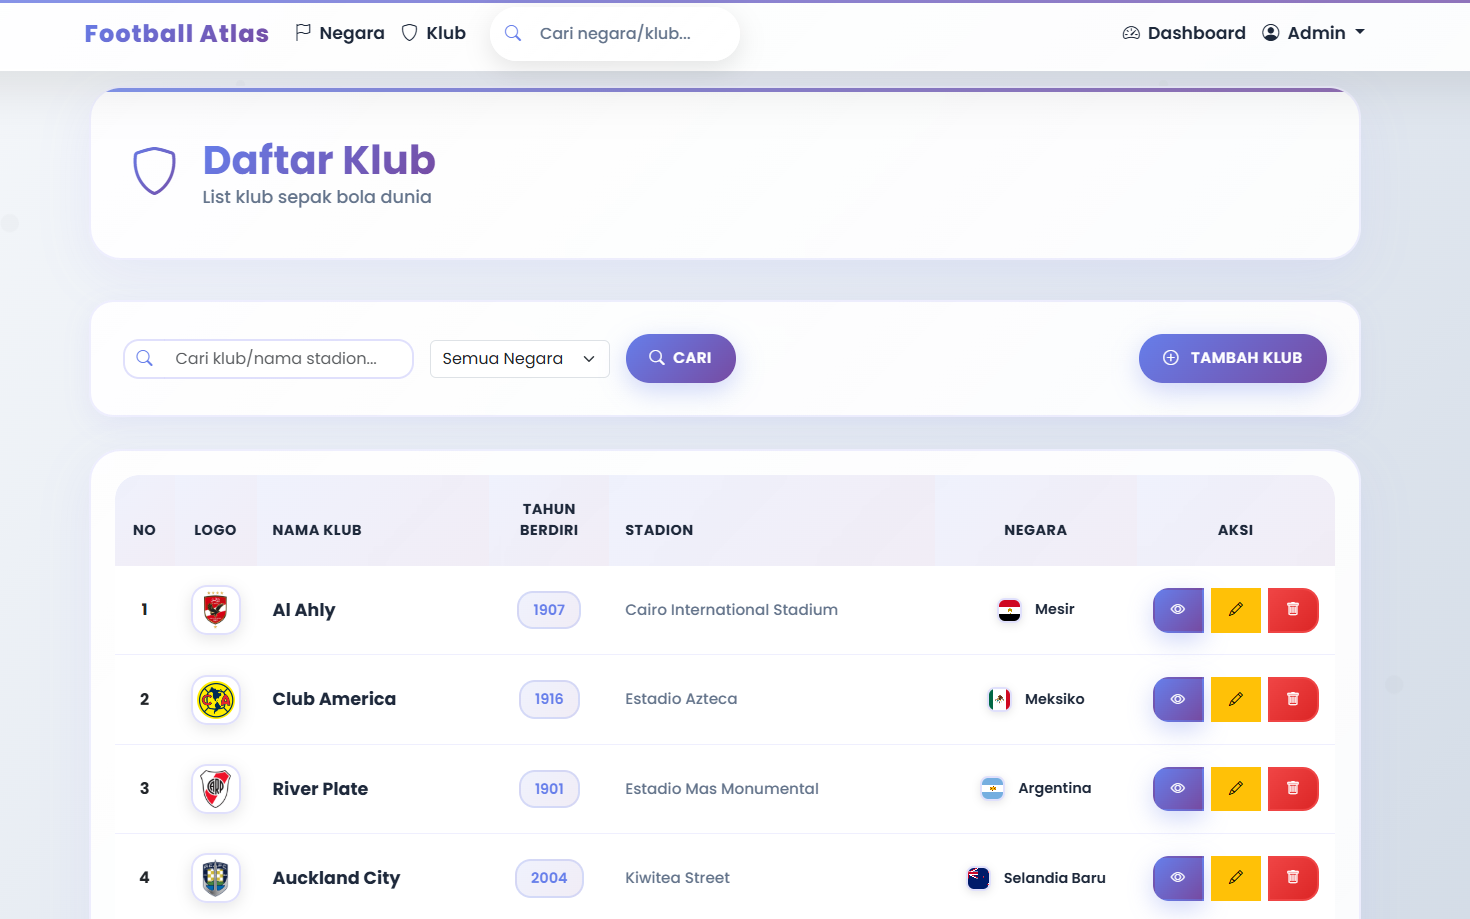 Football Atlas Negara Klub Cari negara/klub... Dashboard Admin
Daftar Klub
List klub sepak bola dunia
Cari klub/nama stadion... Semua Negara CARI TAMBAH KLUB
NO LOGO NAMA KLUB TAHUN BERDIRI STADION NEGARA AKSI
1 Al Ahly 1907 Cairo International Stadium Mesir
2 CA Club America 1916 Estadio Azteca Meksiko
3 CARP River Plate 1901 Estadio Mas Monumental Argentina
4 Auckland City 2004 Kiwitea Street Selandia Baru